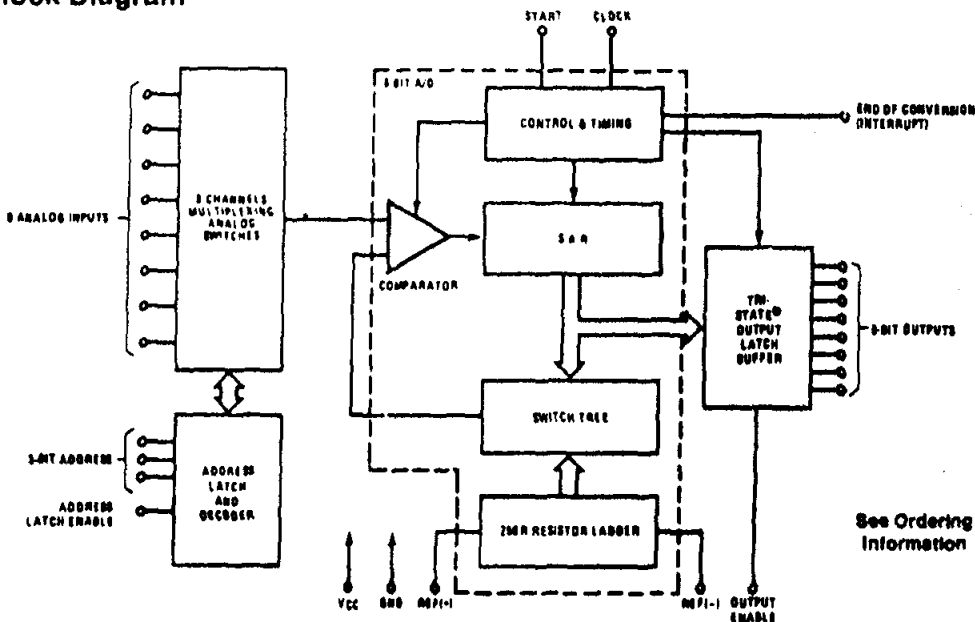 Block Diagram
START
CLOCK
8-BIT A/D
CONTROL & TIMING
END OF CONVERSION
(INTERRUPT)
8 ANALOG INPUTS
8 CHANNELS
MULTIPLEXING
ANALOG
SWITCHES
S A R
COMPARATOR
TRI-
STATE®
OUTPUT
LATCH
BUFFER
8-BIT OUTPUTS
SWITCH TREE
3-BIT ADDRESS
ADDRESS
LATCH ENABLE
ADDRESS
LATCH
AND
DECODER
256R RESISTOR LADDER
See Ordering
Information
VCC
GND
REF(+)
REF(-)
OUTPUT
ENABLE